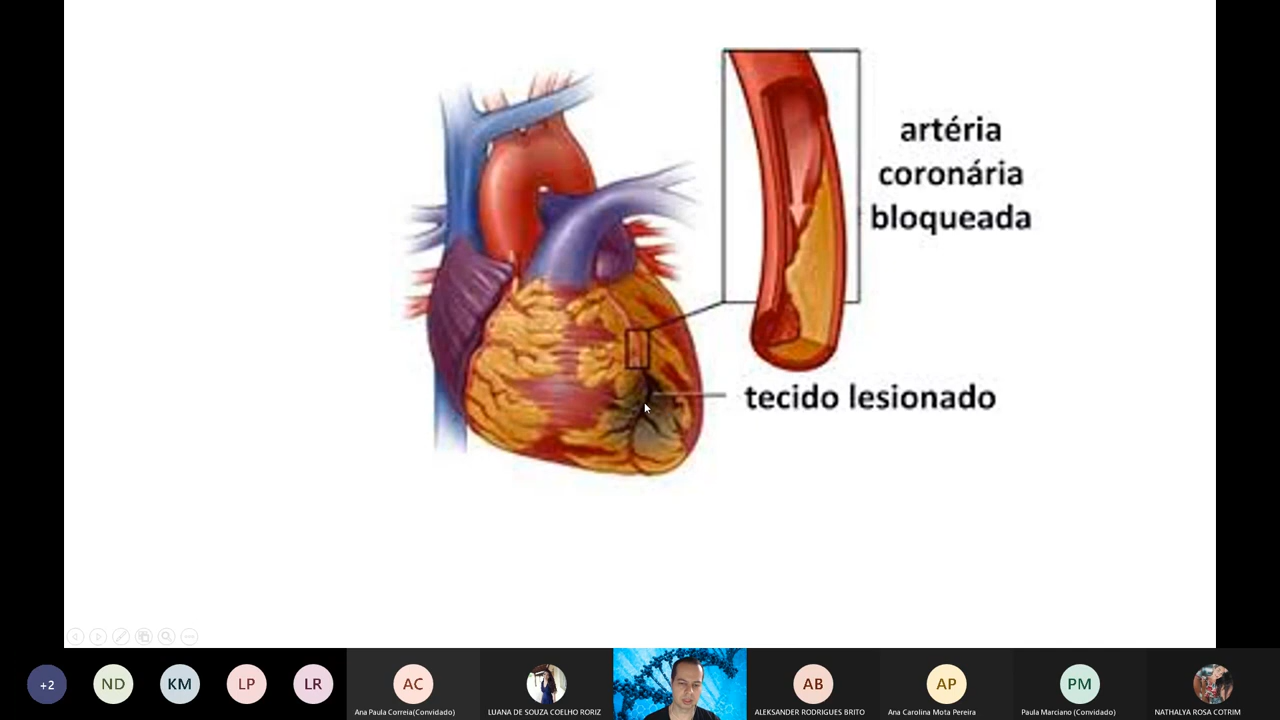 artéria
coronária
bloqueada
tecido lesionado
+2
ND
KM
LP
LR
AC
Ana Paula Correia(Convidado)
LUANA DE SOUZA COELHO RORIZ
AB
ALEKSANDER RODRIGUES BRITO
AP
Ana Carolina Mota Pereira
PM
Paula Marciano (Convidado)
NATHALYA ROSA COTRIM